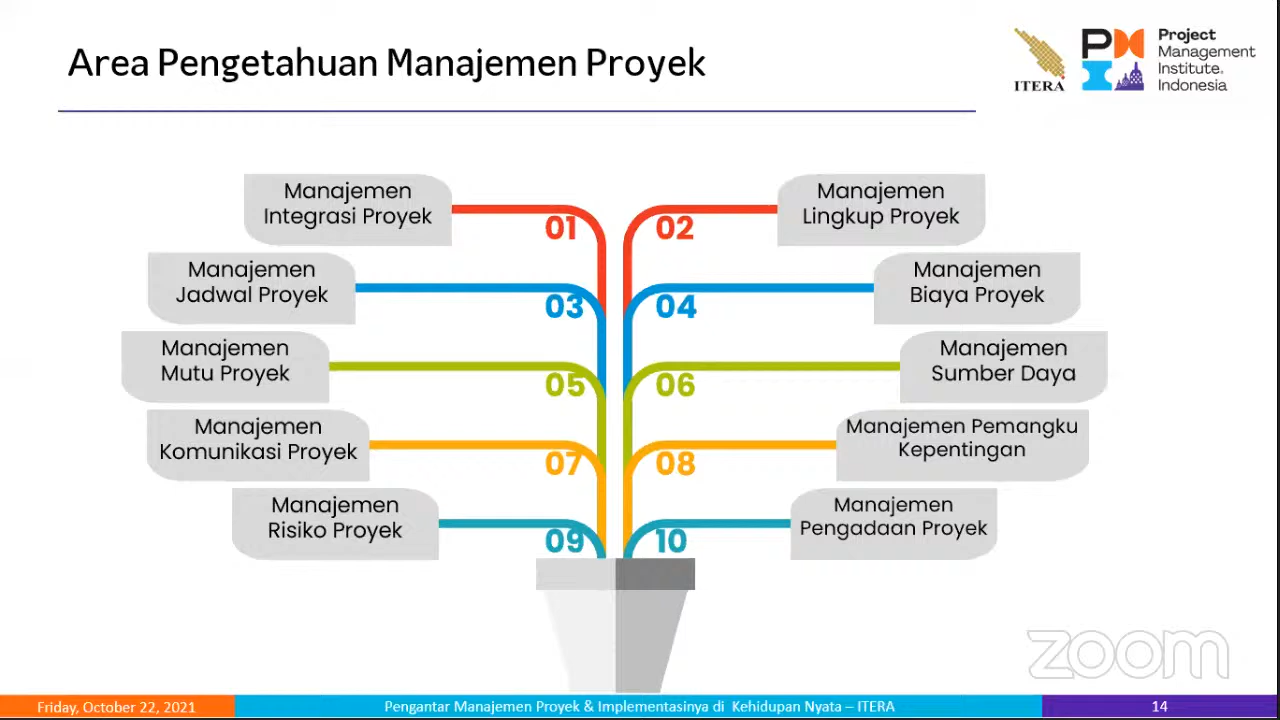 Area Pengetahuan Manajemen Proyek
ITERA
PMI
Project
Management
Institute.
Indonesia
Manajemen
Integrasi Proyek
01
02
Manajemen
Lingkup Proyek
Manajemen
Jadwal Proyek
03
04
Manajemen
Biaya Proyek
Manajemen
Mutu Proyek
05
06
Manajemen
Sumber Daya
Manajemen
Komunikasi Proyek
07
08
Manajemen Pemangku
Kepentingan
Manajemen
Risiko Proyek
09
10
Manajemen
Pengadaan Proyek
zoom
Friday, October 22, 2021
Pengantar Manajemen Proyek & Implementasinya di Kehidupan Nyata – ITERA
14